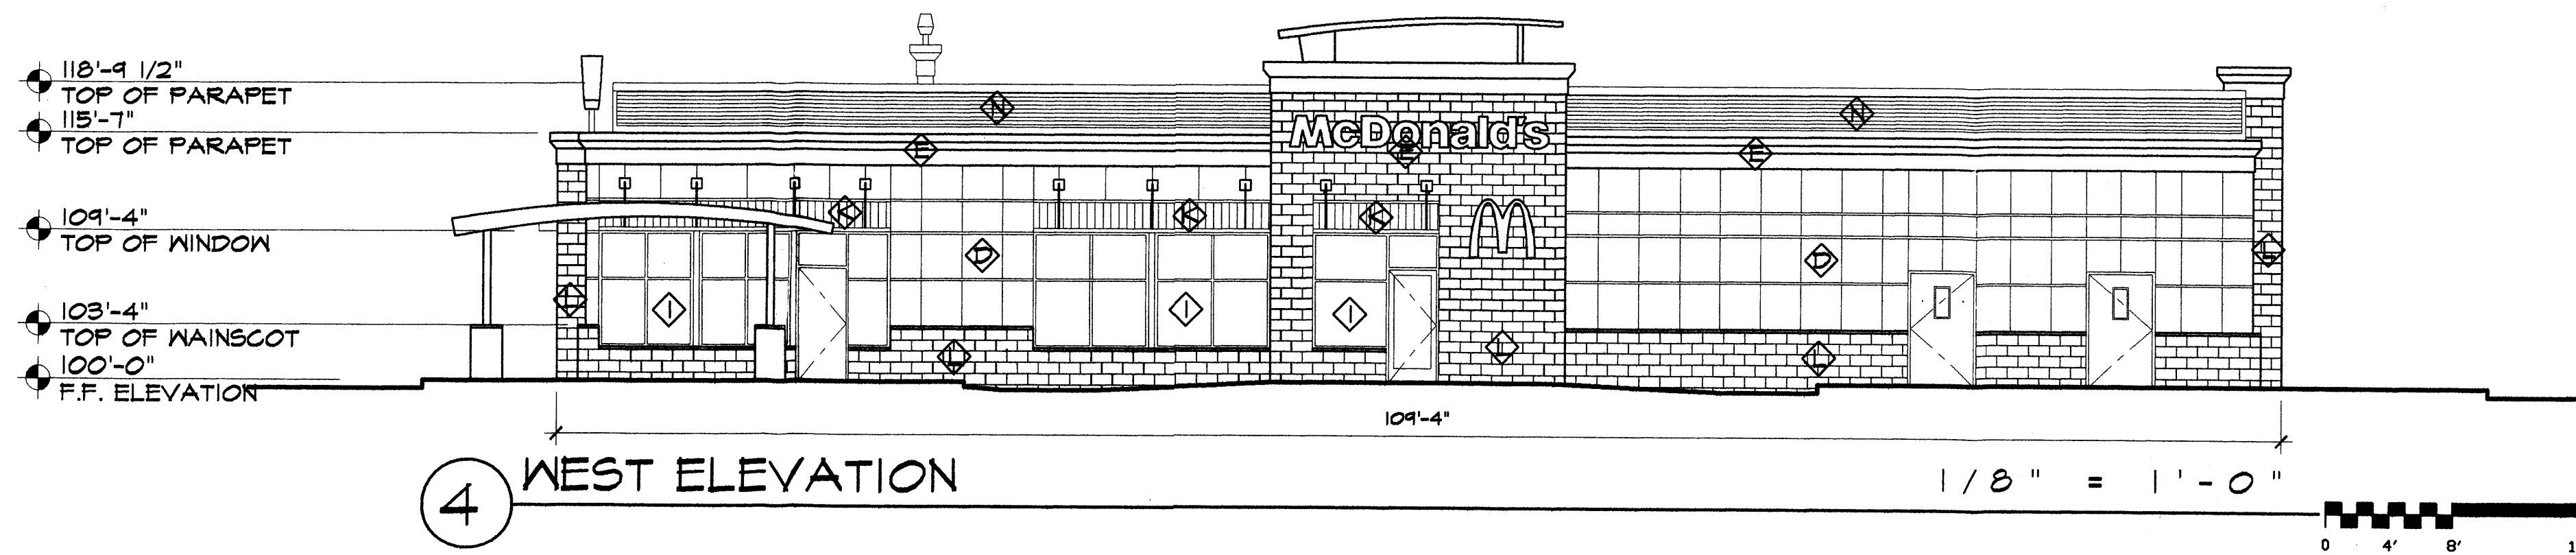 118'-9 1/2"
TOP OF PARAPET
115'-7"
TOP OF PARAPET
109'-4"
TOP OF WINDOW
103'-4"
TOP OF WAINSCOT
100'-0"
F.F. ELEVATION
N
N
McDonald's
E
E
E
K
K
K
D
D
L
L
I
I
I
L
L
L
109'-4"
4
WEST ELEVATION
1/8" = 1'-0"
0 4' 8' 1